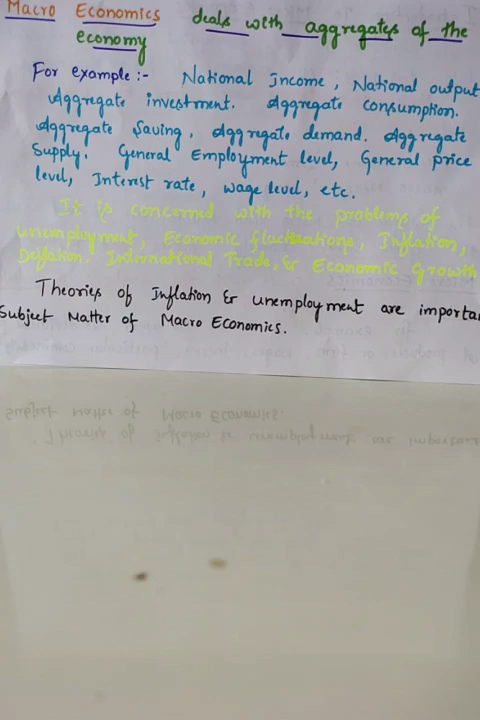 Macro Economics deals with aggregates of the
economy
For example :- National Income, National output
Aggregate investment. Aggregate consumption.
Aggregate Saving, Aggregate demand. Aggregate
Supply. General Employment level, General price
level, Interest rate, wage level, etc.
It is concerned with the problems of
unemployment, Economic fluctuations, Inflation,
Deflation. International Trade, & Economic Growth
Theories of Inflation & unemployment are importa
Subject Matter of Macro Economics.